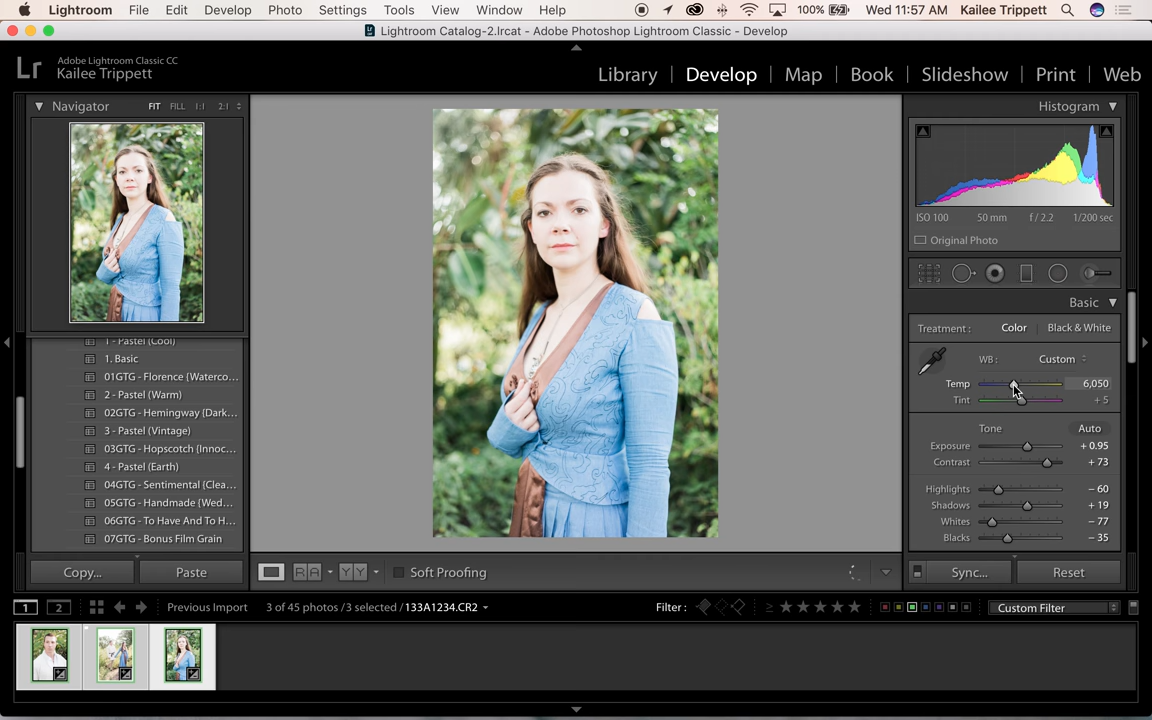 Lightroom File Edit Develop Photo Settings Tools View Window Help 100% Wed 11:57 AM Kailee Trippett
Lightroom Catalog-2.lrcat - Adobe Photoshop Lightroom Classic - Develop
Lr Adobe Lightroom Classic CC
Kailee Trippett
Library | Develop | Map | Book | Slideshow | Print | Web
Navigator FIT FILL 1:1 2:1
Histogram
ISO 100 50 mm f / 2.2 1/200 sec
Original Photo
Basic
Treatment : Color Black & White
WB : Custom
Temp 6,050
Tint + 5
Tone Auto
Exposure + 0.95
Contrast + 73
Highlights – 60
Shadows + 19
Whites – 77
Blacks – 35
1 - Pastel (Cool)
1. Basic
01GTG - Florence {Waterco...
2 - Pastel (Warm)
02GTG - Hemingway {Dark...
3 - Pastel (Vintage)
03GTG - Hopscotch {Innoc...
4 - Pastel (Earth)
04GTG - Sentimental {Clea...
05GTG - Handmade {Wed...
06GTG - To Have And To H...
07GTG - Bonus Film Grain
Copy... Paste
R A Y Y Soft Proofing
Sync... Reset
1 2 Previous Import 3 of 45 photos /3 selected /133A1234.CR2
Filter : Custom Filter